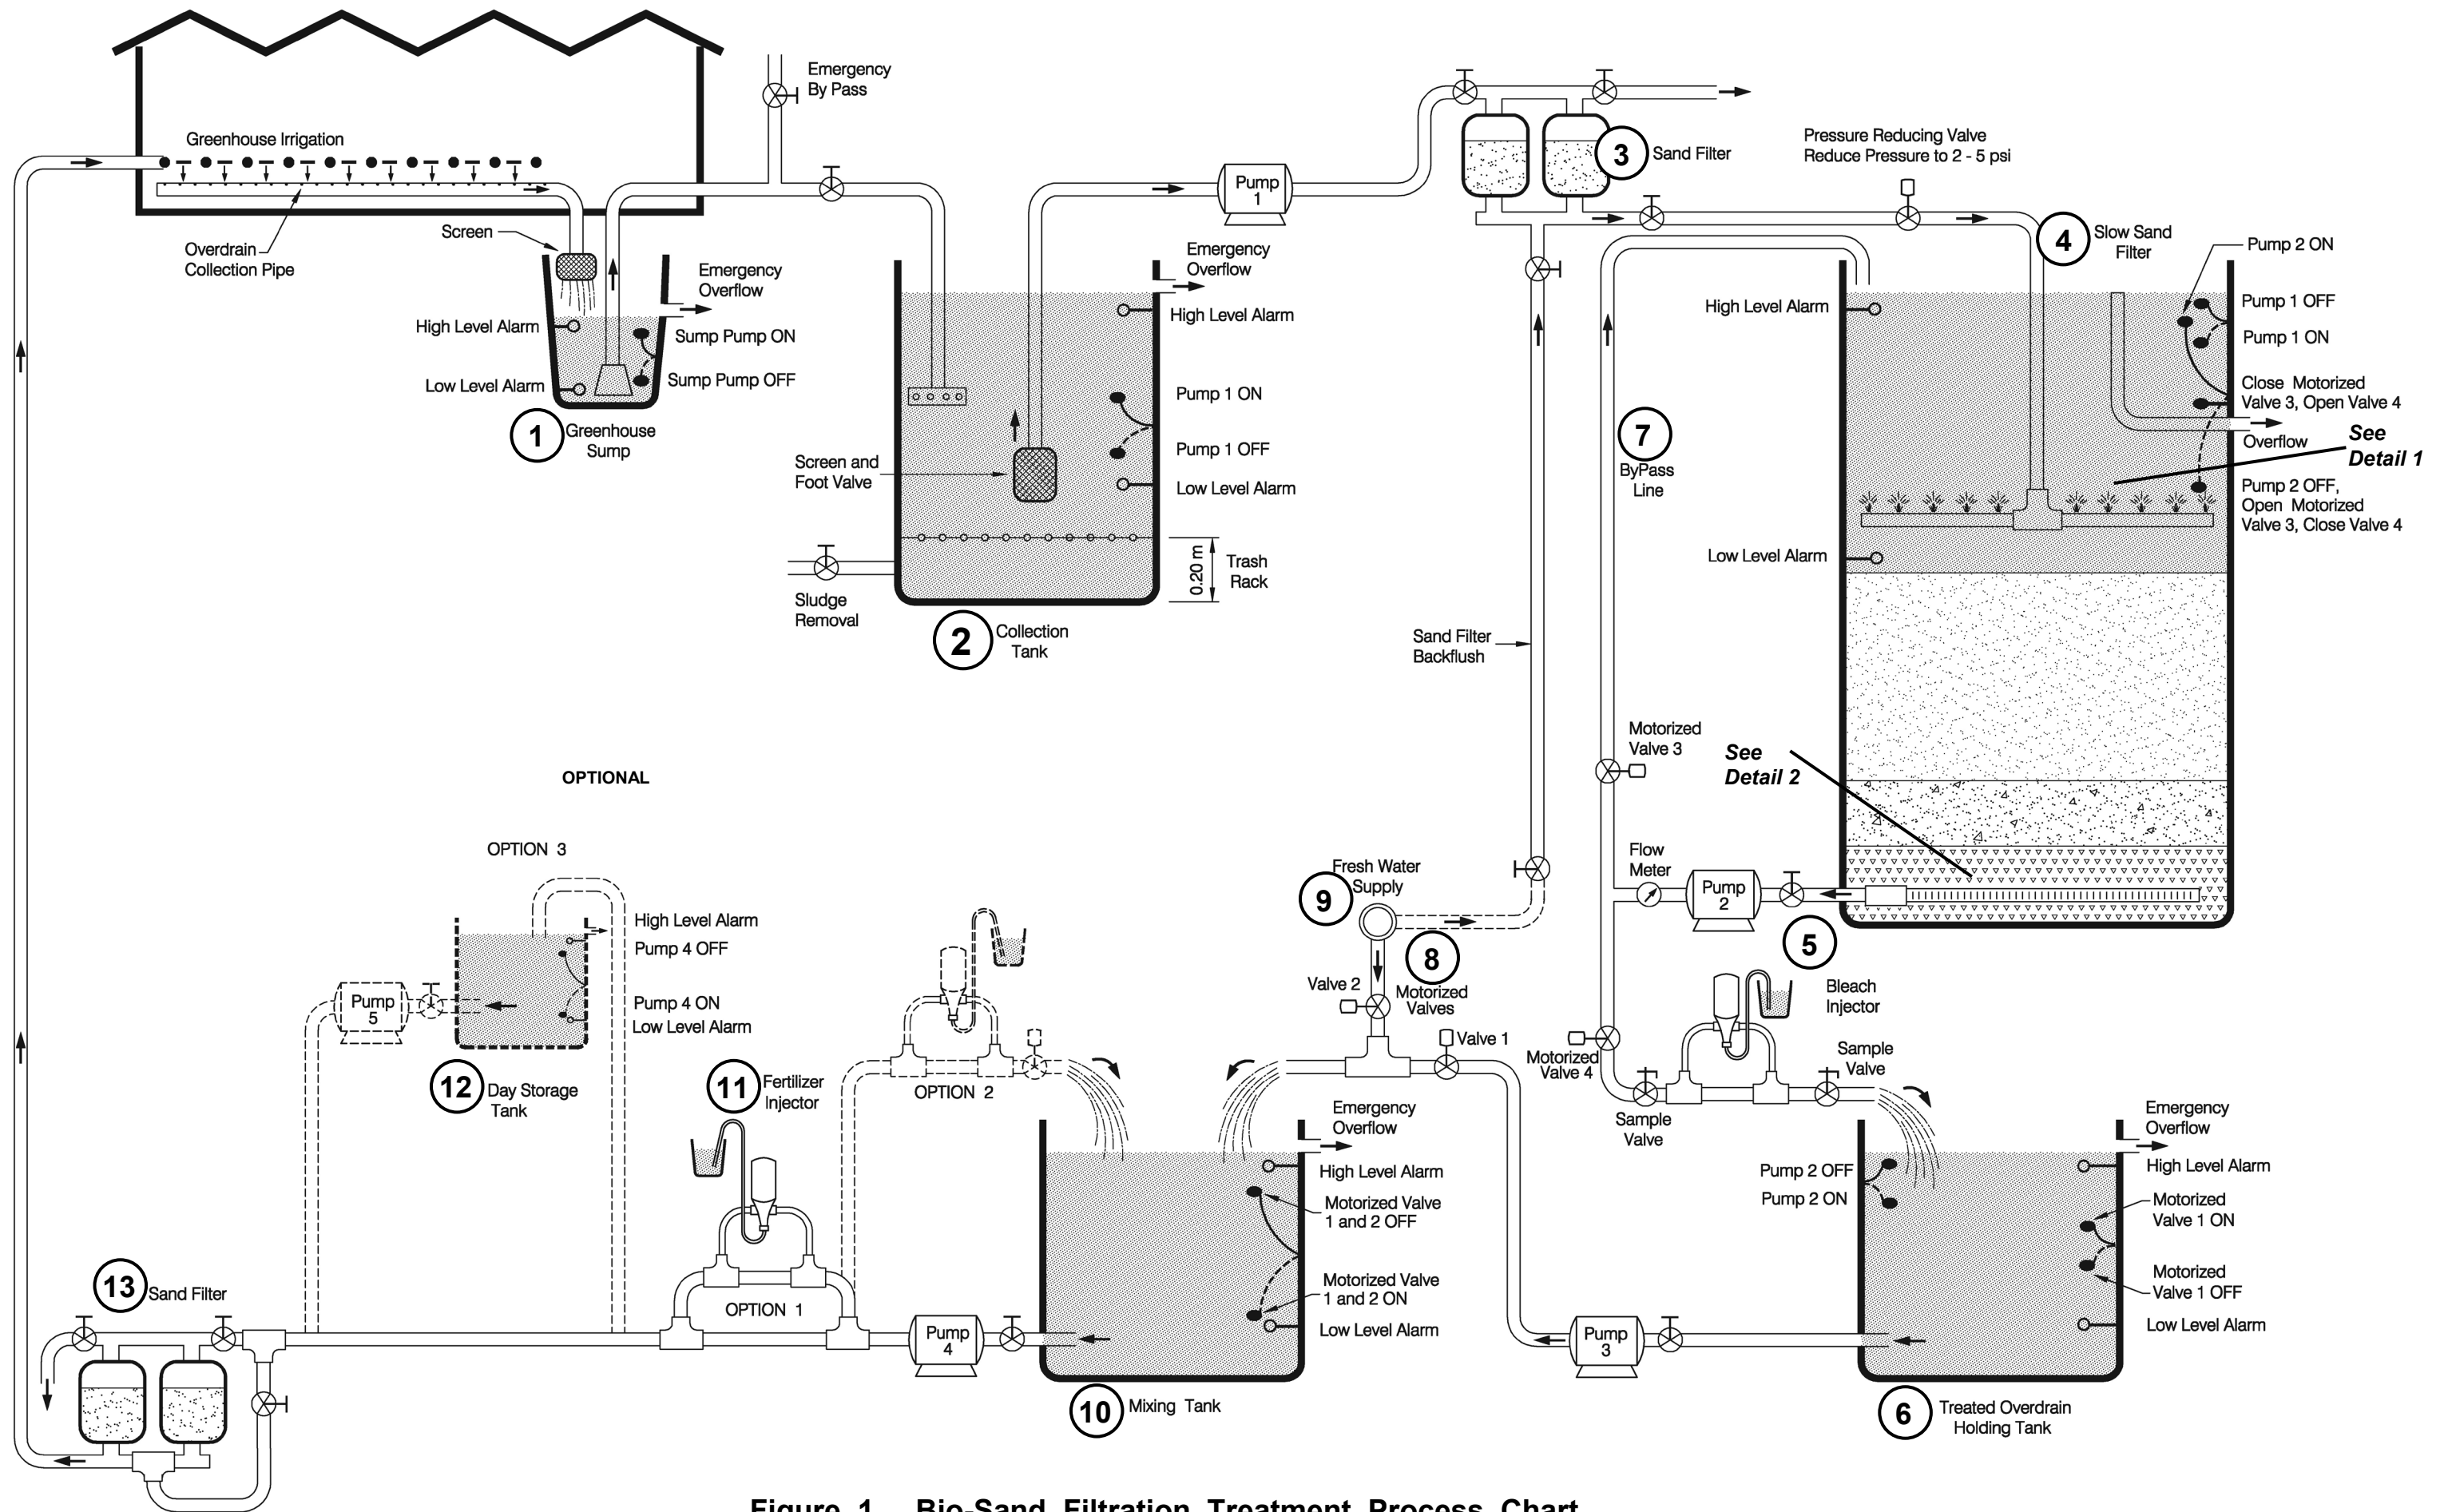 Emergency
By Pass
Greenhouse Irrigation
Overdrain
Collection Pipe
Screen
Emergency
Overflow
High Level Alarm
Sump Pump ON
Low Level Alarm
Sump Pump OFF
1
Greenhouse
Sump
Pump
1
Emergency
Overflow
High Level Alarm
Pump 1 ON
Pump 1 OFF
Low Level Alarm
Screen and
Foot Valve
0.20 m
Trash
Rack
Sludge
Removal
2
Collection
Tank
3
Sand Filter
Pressure Reducing Valve
Reduce Pressure to 2 - 5 psi
4
Slow Sand
Filter
Pump 2 ON
High Level Alarm
Pump 1 OFF
Pump 1 ON
Close Motorized
Valve 3, Open Valve 4
Overflow
See
Detail 1
Pump 2 OFF,
Open Motorized
Valve 3, Close Valve 4
Low Level Alarm
7
ByPass
Line
Sand Filter
Backflush
Motorized
Valve 3
See
Detail 2
Flow
Meter
Pump
2
5
Bleach
Injector
Fresh Water
Supply
9
8
Motorized
Valves
Valve 2
Valve 1
Motorized
Valve 4
Sample
Valve
Sample
Valve
OPTIONAL
OPTION 3
High Level Alarm
Pump 4 OFF
Pump 4 ON
Low Level Alarm
Pump
5
12
Day Storage
Tank
11
Fertilizer
Injector
OPTION 2
OPTION 1
Emergency
Overflow
High Level Alarm
Motorized Valve
1 and 2 OFF
Motorized Valve
1 and 2 ON
Low Level Alarm
Pump
4
10
Mixing Tank
Pump
3
Emergency
Overflow
Pump 2 OFF
Pump 2 ON
High Level Alarm
Motorized
Valve 1 ON
Motorized
Valve 1 OFF
Low Level Alarm
6
Treated Overdrain
Holding Tank
13
Sand Filter
Figure 1 Bio-Sand Filtration Treatment Process Chart